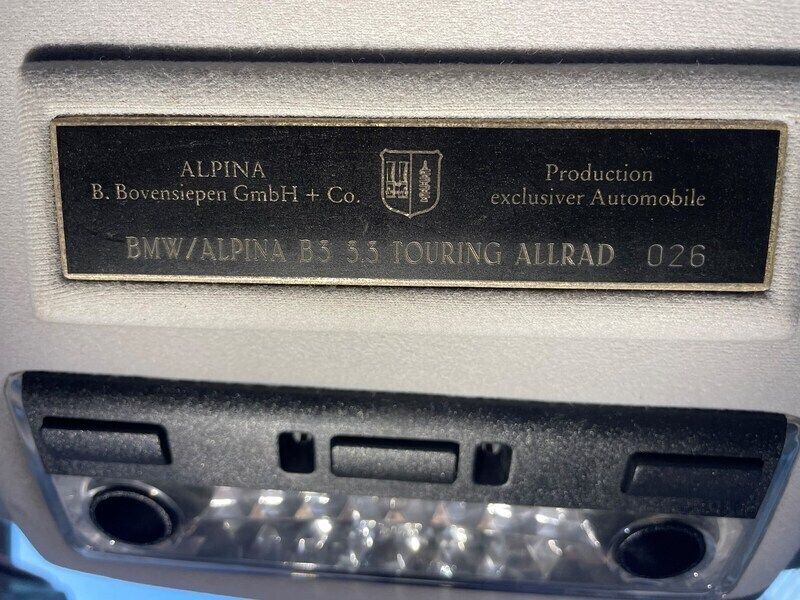 ALPINA
B. Bovensiepen GmbH + Co.
Production
exclusiver Automobile
BMW/ALPINA B3 3.3 TOURING ALLRAD 026